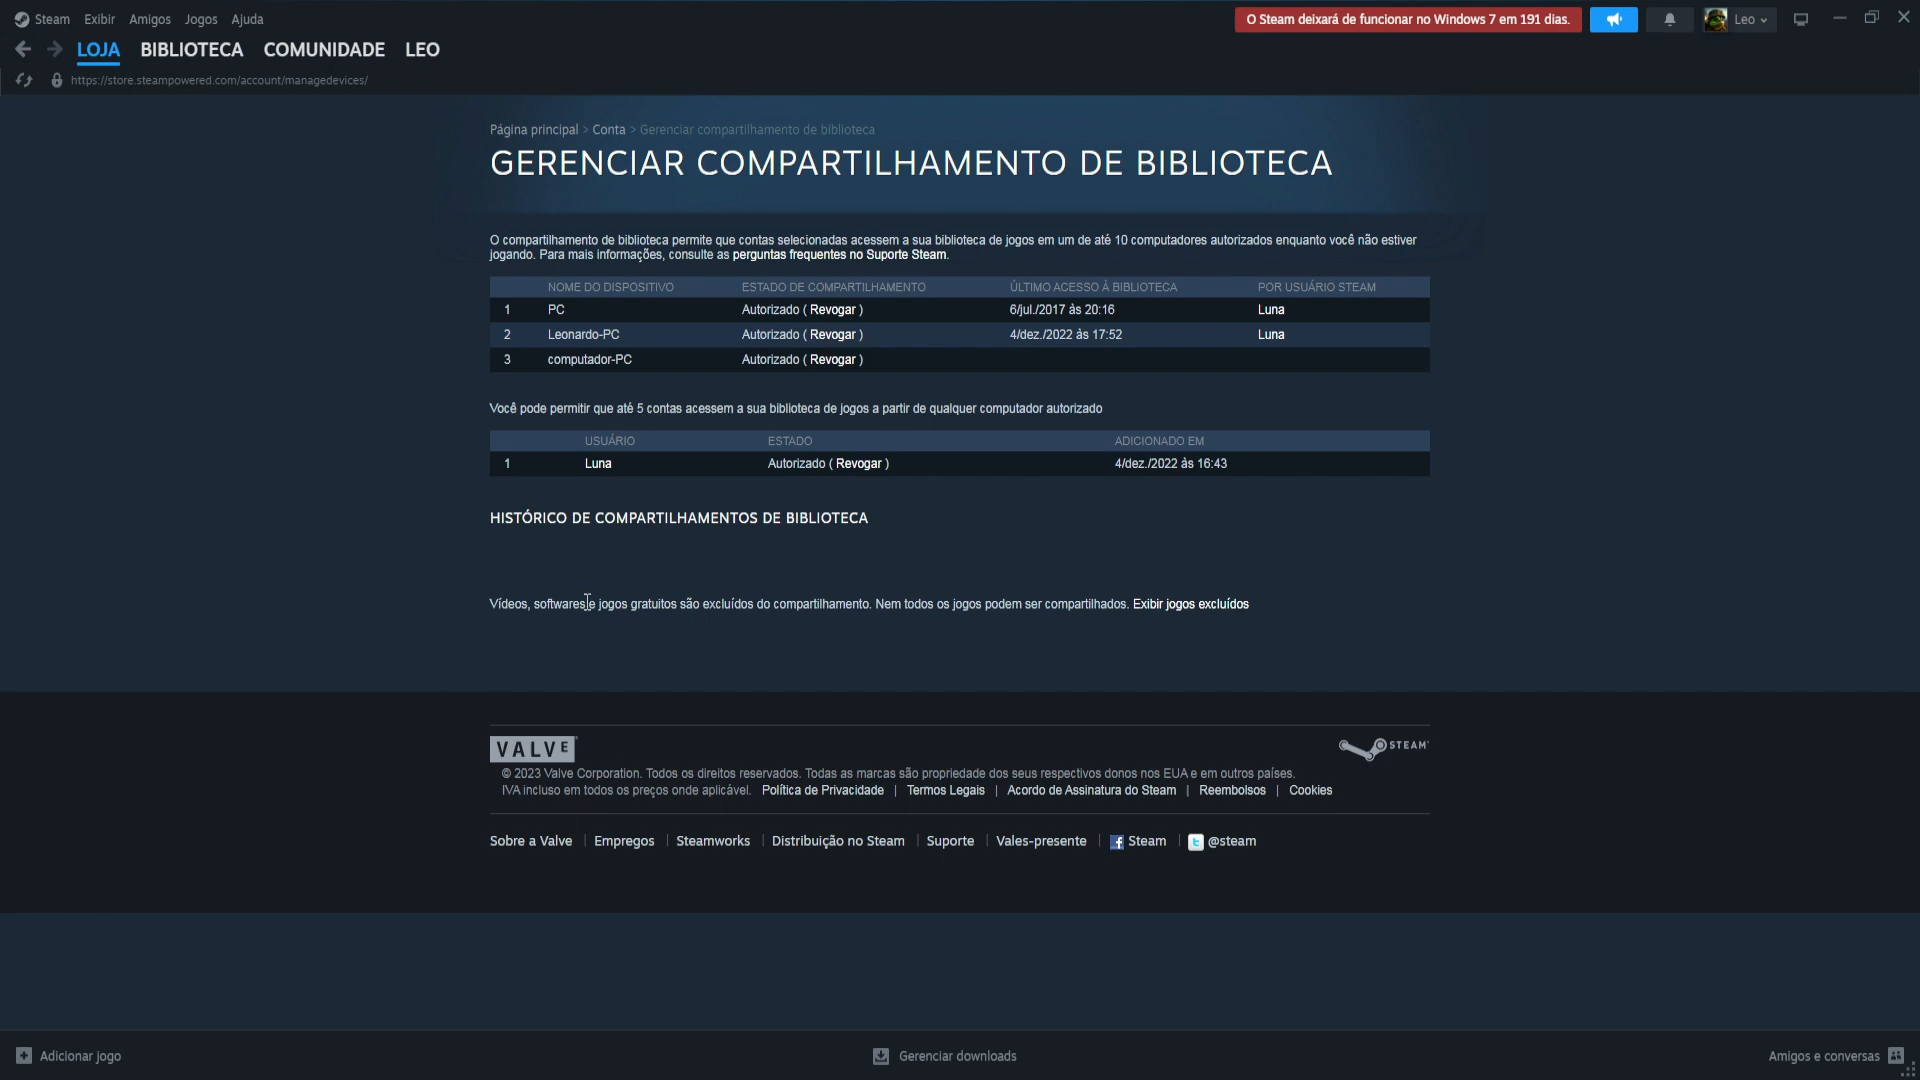 Steam Exibir Amigos Jogos Ajuda
O Steam deixará de funcionar no Windows 7 em 191 dias.
Leo
LOJA BIBLIOTECA COMUNIDADE LEO
https://store.steampowered.com/account/managedevices/
Página principal > Conta > Gerenciar compartilhamento de biblioteca
GERENCIAR COMPARTILHAMENTO DE BIBLIOTECA
O compartilhamento de biblioteca permite que contas selecionadas acessem a sua biblioteca de jogos em um de até 10 computadores autorizados enquanto você não estiver
jogando. Para mais informações, consulte as perguntas frequentes no Suporte Steam.
NOME DO DISPOSITIVO ESTADO DE COMPARTILHAMENTO ÚLTIMO ACESSO À BIBLIOTECA POR USUÁRIO STEAM
1 PC Autorizado ( Revogar ) 6/jul./2017 às 20:16 Luna
2 Leonardo-PC Autorizado ( Revogar ) 4/dez./2022 às 17:52 Luna
3 computador-PC Autorizado ( Revogar )
Você pode permitir que até 5 contas acessem a sua biblioteca de jogos a partir de qualquer computador autorizado
USUÁRIO ESTADO ADICIONADO EM
1 Luna Autorizado ( Revogar ) 4/dez./2022 às 16:43
HISTÓRICO DE COMPARTILHAMENTOS DE BIBLIOTECA
Vídeos, softwares e jogos gratuitos são excluídos do compartilhamento. Nem todos os jogos podem ser compartilhados. Exibir jogos excluídos
VALVE
STEAM
© 2023 Valve Corporation. Todos os direitos reservados. Todas as marcas são propriedade dos seus respectivos donos nos EUA e em outros países.
IVA incluso em todos os preços onde aplicável. Política de Privacidade | Termos Legais | Acordo de Assinatura do Steam | Reembolsos | Cookies
Sobre a Valve | Empregos | Steamworks | Distribuição no Steam | Suporte | Vales-presente | Steam | @steam
Adicionar jogo
Gerenciar downloads
Amigos e conversas